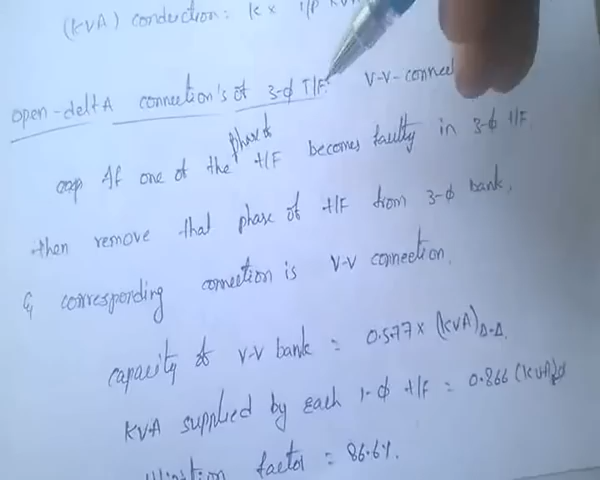 (KVA) conduction: K x I/P KVA
open-delta connection's of 3-ϕ T/F. V-V-connec
If one of the phase of t/F becomes faulty in 3-ϕ t/F.
then remove that phase of t/F from 3-ϕ bank,
& corresponding connection is V-V connection.
capacity of V-V bank = 0.577 x (KVA)Δ-Δ.
KVA supplied by each 1-ϕ t/F = 0.866 (KVA)
factor = 86.6%.